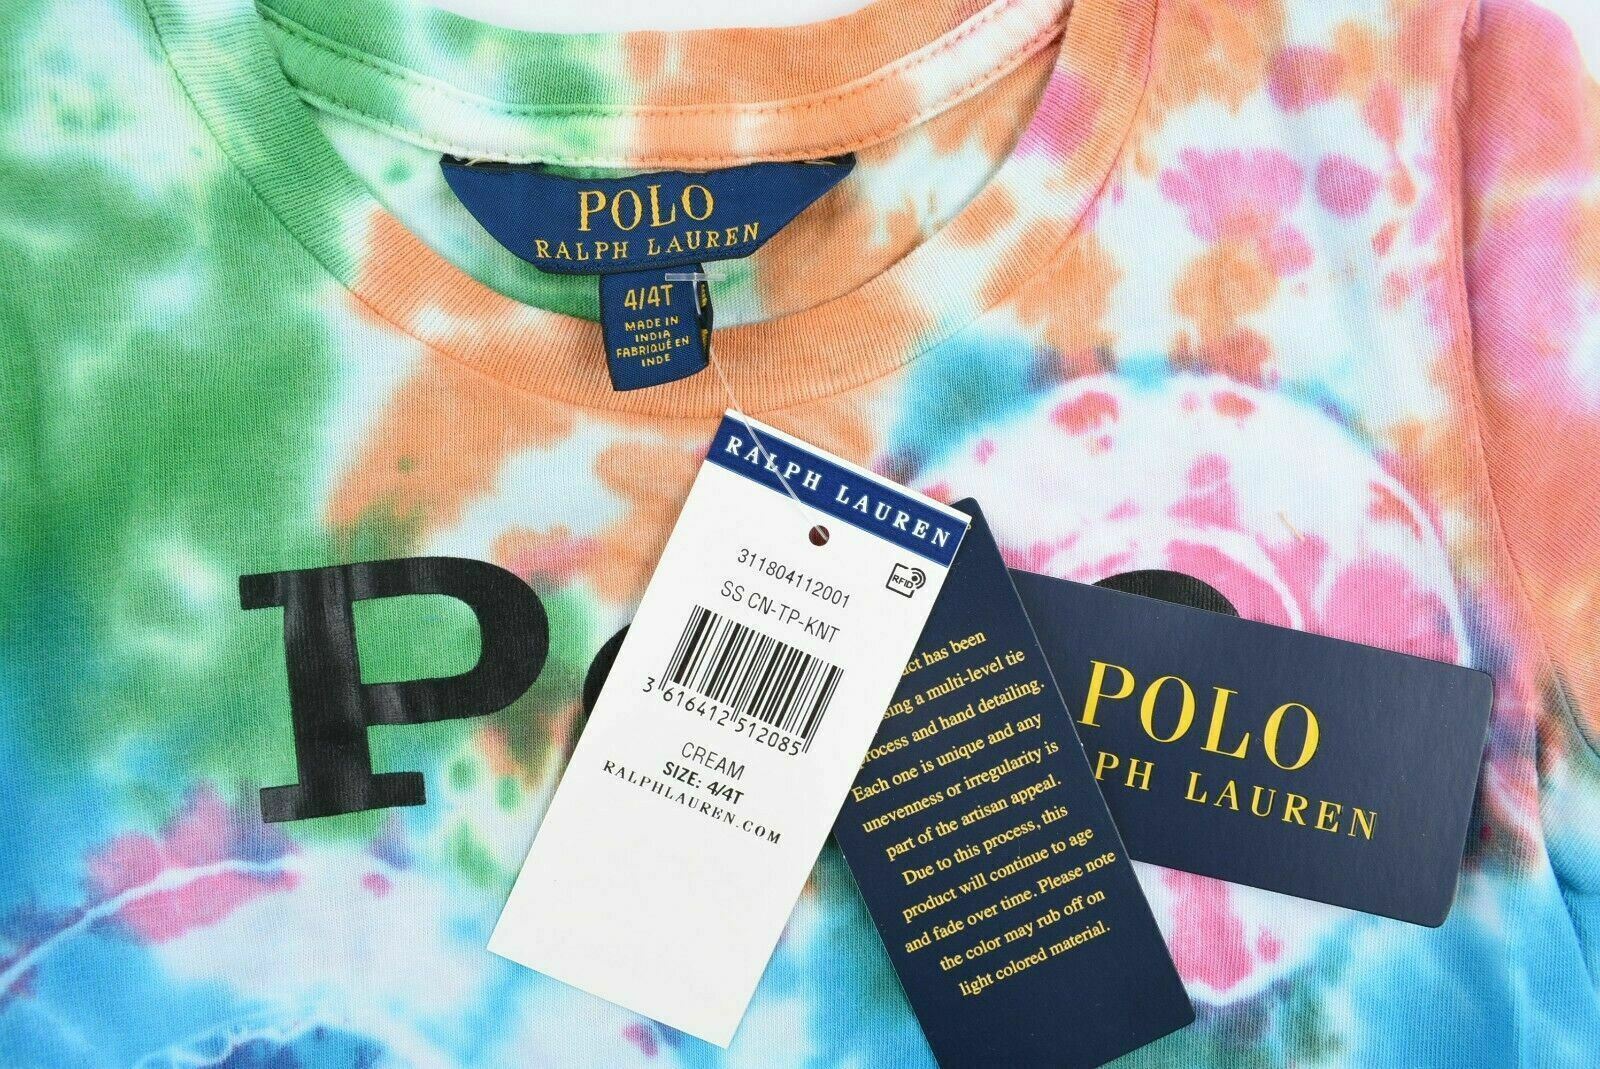 POLO
RALPH LAUREN
4/4T
MADE IN
INDIA
FABRIQUÉ EN
INDE
P
RALPH LAUREN
RFID
311804112001
SS CN-TP-KNT
3 616412 512085
CREAM
SIZE: 4/4T
RALPHLAUREN.COM
has been
a multi-level tie
process and hand detailing.
Each one is unique and any
unevenness or irregularity is
part of the artisan appeal.
Due to this process, this
product will continue to age
and fade over time. Please note
the color may rub off on
light colored material.
POLO
PH LAUREN